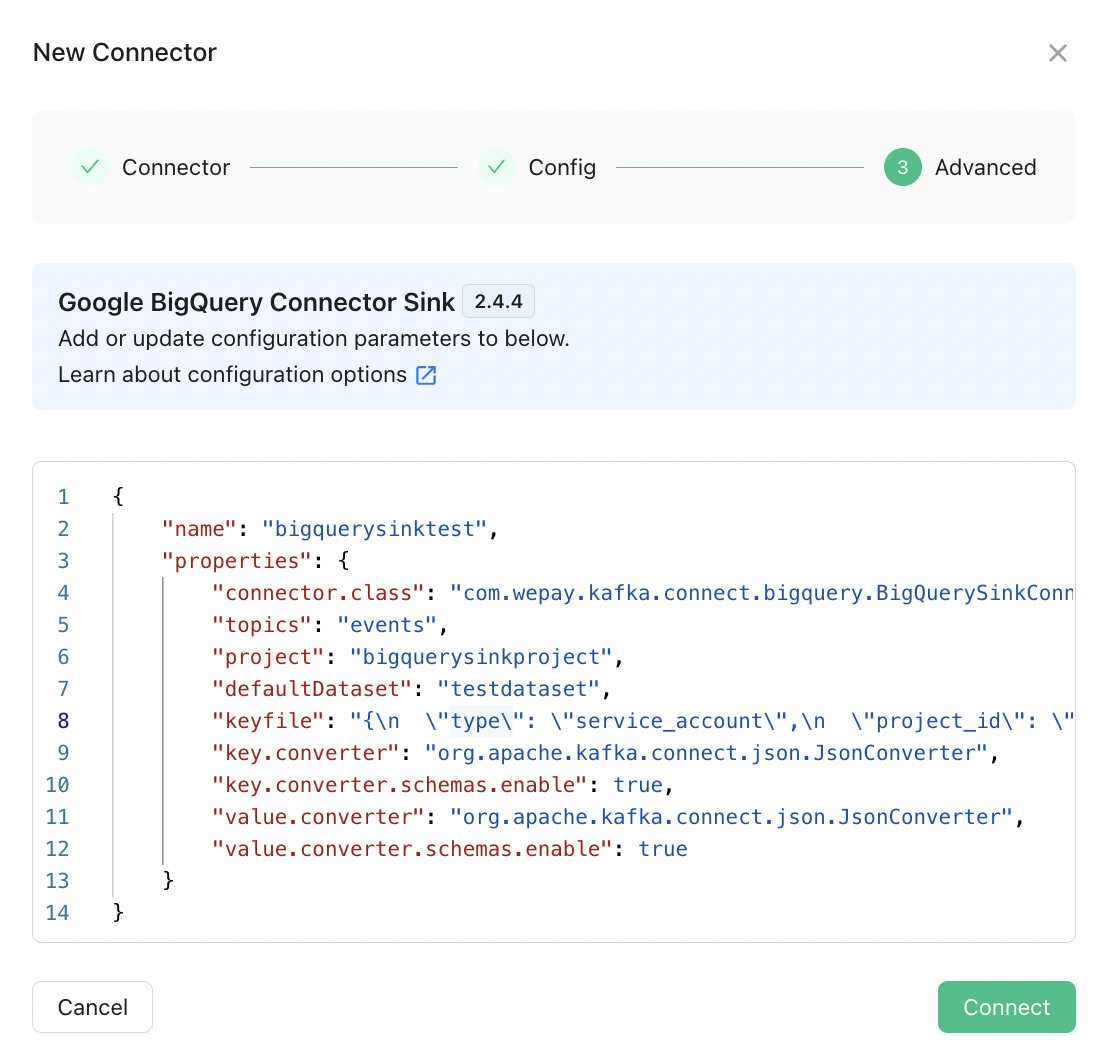 New Connector
Connector
Config
3 Advanced
Google BigQuery Connector Sink 2.4.4
Add or update configuration parameters to below.
Learn about configuration options
1 {
2 "name": "bigquerysinktest",
3 "properties": {
4 "connector.class": "com.wepay.kafka.connect.bigquery.BigQuerySinkConn
5 "topics": "events",
6 "project": "bigquerysinkproject",
7 "defaultDataset": "testdataset",
8 "keyfile": "{\n  \"type\": \"service_account\",\n  \"project_id\": \"
9 "key.converter": "org.apache.kafka.connect.json.JsonConverter",
10 "key.converter.schemas.enable": true,
11 "value.converter": "org.apache.kafka.connect.json.JsonConverter",
12 "value.converter.schemas.enable": true
13 }
14 }
Cancel
Connect